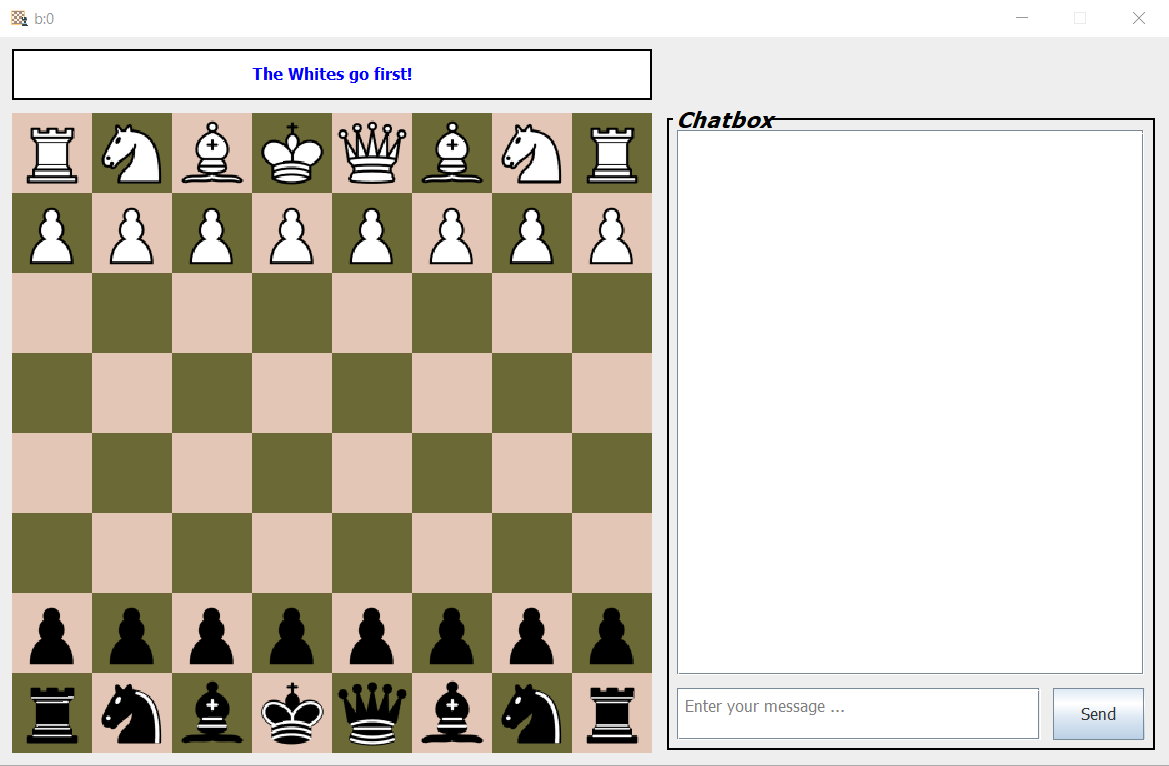 b:0
The Whites go first!
Chatbox
Enter your message ...
Send